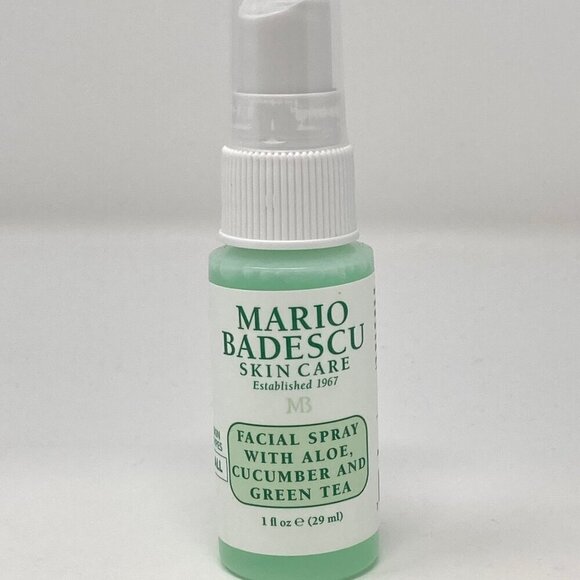 MARIO
BADESCU
SKIN CARE
Established 1967
MB
FACIAL SPRAY
WITH ALOE,
CUCUMBER AND
GREEN TEA
1 fl oz ℮ (29 ml)
ALL